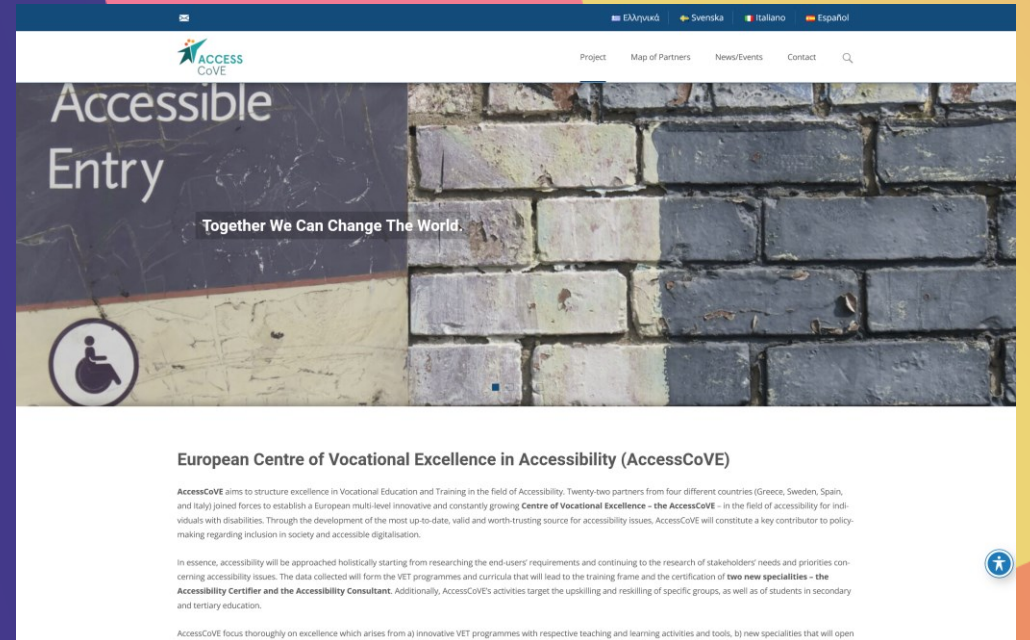 Ελληνικά Svenska Italiano Español
ACCESS
CoVE
Project Map of Partners News/Events Contact
Accessible
Entry
Together We Can Change The World.
European Centre of Vocational Excellence in Accessibility (AccessCoVE)
AccessCoVE aims to structure excellence in Vocational Education and Training in the field of Accessibility. Twenty-two partners from four different countries (Greece, Sweden, Spain,
and Italy) joined forces to establish a European multi-level innovative and constantly growing Centre of Vocational Excellence – the AccessCoVE – in the field of accessibility for indi-
viduals with disabilities. Through the development of the most up-to-date, valid and worth-trusting source for accessibility issues, AccessCoVE will constitute a key contributor to policy-
making regarding inclusion in society and accessible digitalisation.
In essence, accessibility will be approached holistically starting from researching the end-users' requirements and continuing to the research of stakeholders' needs and priorities con-
cerning accessibility issues. The data collected will form the VET programmes and curricula that will lead to the training frame and the certification of two new specialities – the
Accessibility Certifier and the Accessibility Consultant. Additionally, AccessCoVE's activities target the upskilling and reskilling of specific groups, as well as of students in secondary
and tertiary education.
AccessCoVE focus thoroughly on excellence which arises from a) innovative VET programmes with respective teaching and learning activities and tools, b) new specialities that will open